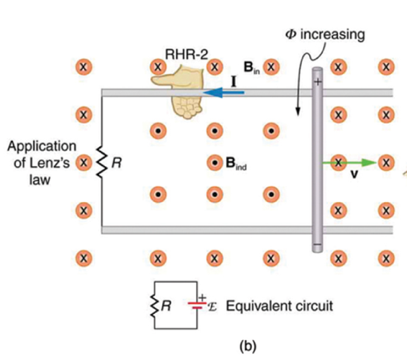 Φ increasing
RHR-2
B_in
I
+
Application
of Lenz's
law
R
B_ind
v
–
R
+
ℰ
Equivalent circuit
(b)